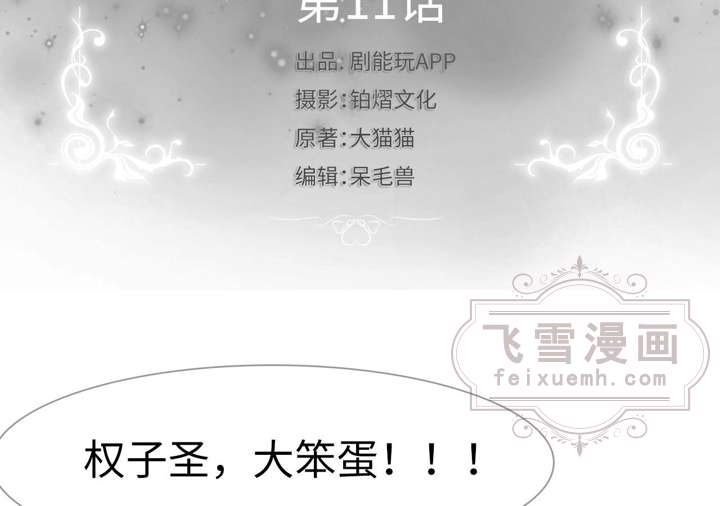 第11话
出品: 剧能玩APP
摄影: 铂熠文化
原著: 大猫猫
编辑: 呆毛兽
飞雪漫画
feixuemh.com
权子圣，大笨蛋！！！